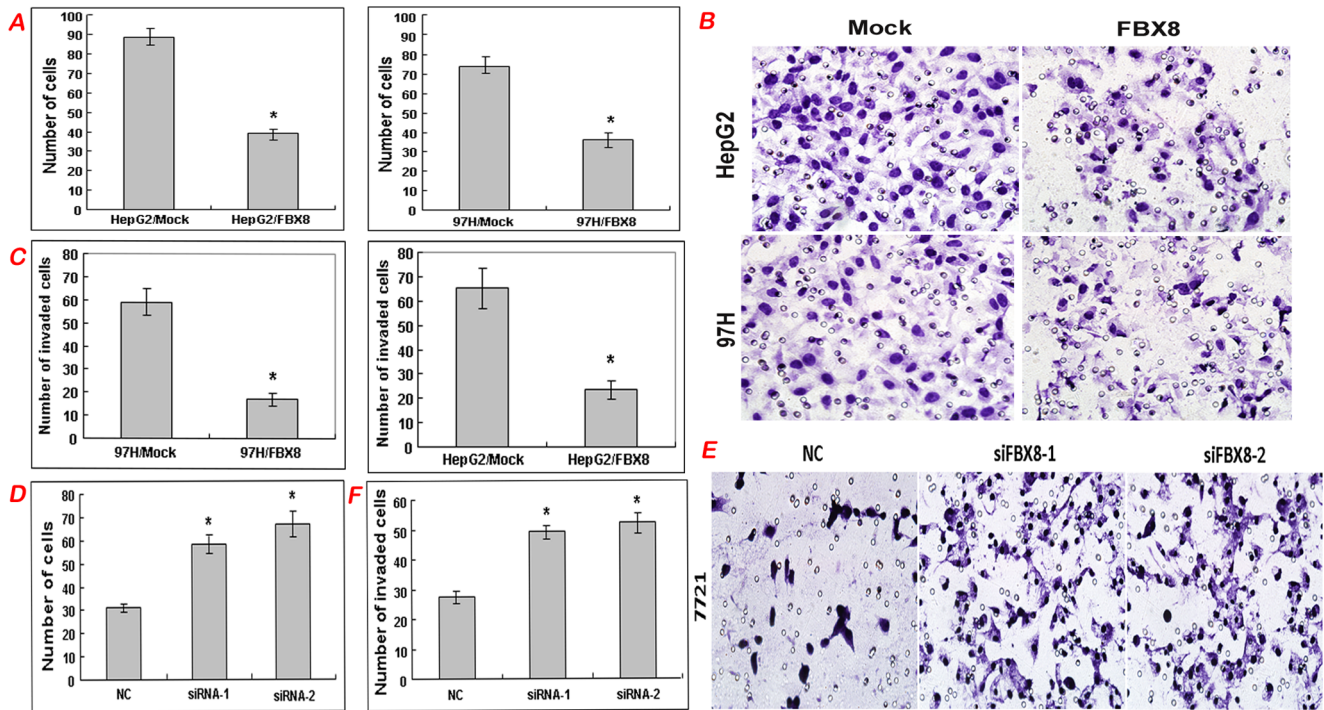 A
Number of cells
100
90
80
70
60
50
40
30
20
10
0
*
HepG2/Mock HepG2/FBX8
Number of cells
100
90
80
70
60
50
40
30
20
10
0
*
97H/Mock 97H/FBX8
B
Mock FBX8
HepG2
97H
C
Number of invaded cells
80
70
60
50
40
30
20
10
0
*
97H/Mock 97H/FBX8
Number of invaded cells
80
70
60
50
40
30
20
10
0
*
HepG2/Mock HepG2/FBX8
D
Number of cells
80
70
60
50
40
30
20
10
0
* *
NC siRNA-1 siRNA-2
F
Number of invaded cells
60
50
40
30
20
10
0
* *
NC siRNA-1 siRNA-2
E
NC siFBX8-1 siFBX8-2
7721